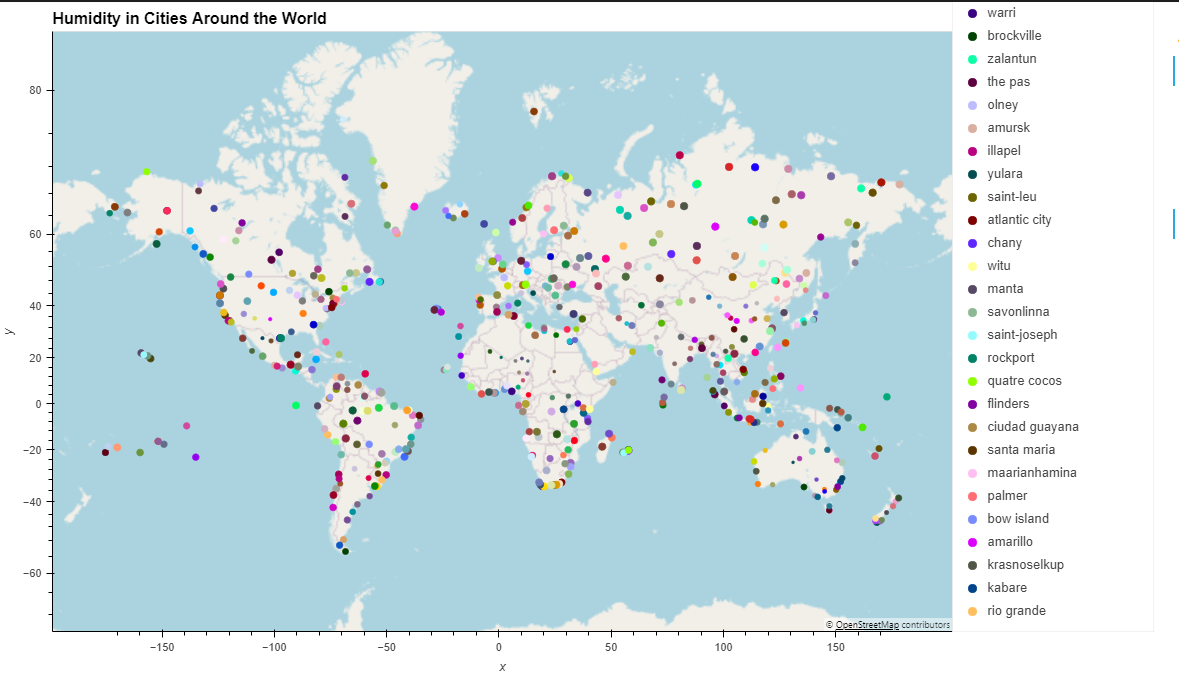 Humidity in Cities Around the World
80
60
40
20
0
−20
−40
−60
y
−150
−100
−50
0
50
100
150
x
© OpenStreetMap contributors
warri
brockville
zalantun
the pas
olney
amursk
illapel
yulara
saint-leu
atlantic city
chany
witu
manta
savonlinna
saint-joseph
rockport
quatre cocos
flinders
ciudad guayana
santa maria
maarianhamina
palmer
bow island
amarillo
krasnoselkup
kabare
rio grande